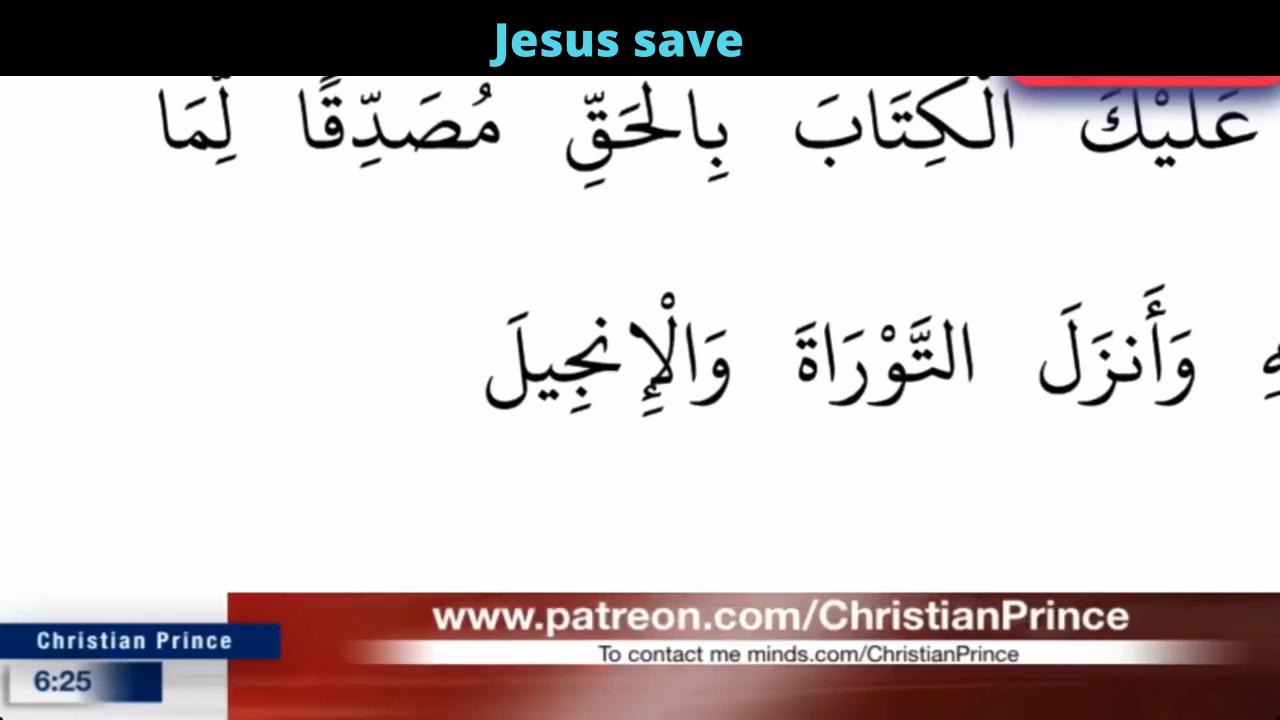 Jesus save
عَلَيْكَ الْكِتَابَ بِالْحَقِّ مُصَدِّقًا لِّمَا
وَأَنزَلَ التَّوْرَاةَ وَالْإِنجِيلَ
www.patreon.com/ChristianPrince
Christian Prince
To contact me minds.com/ChristianPrince
6:25